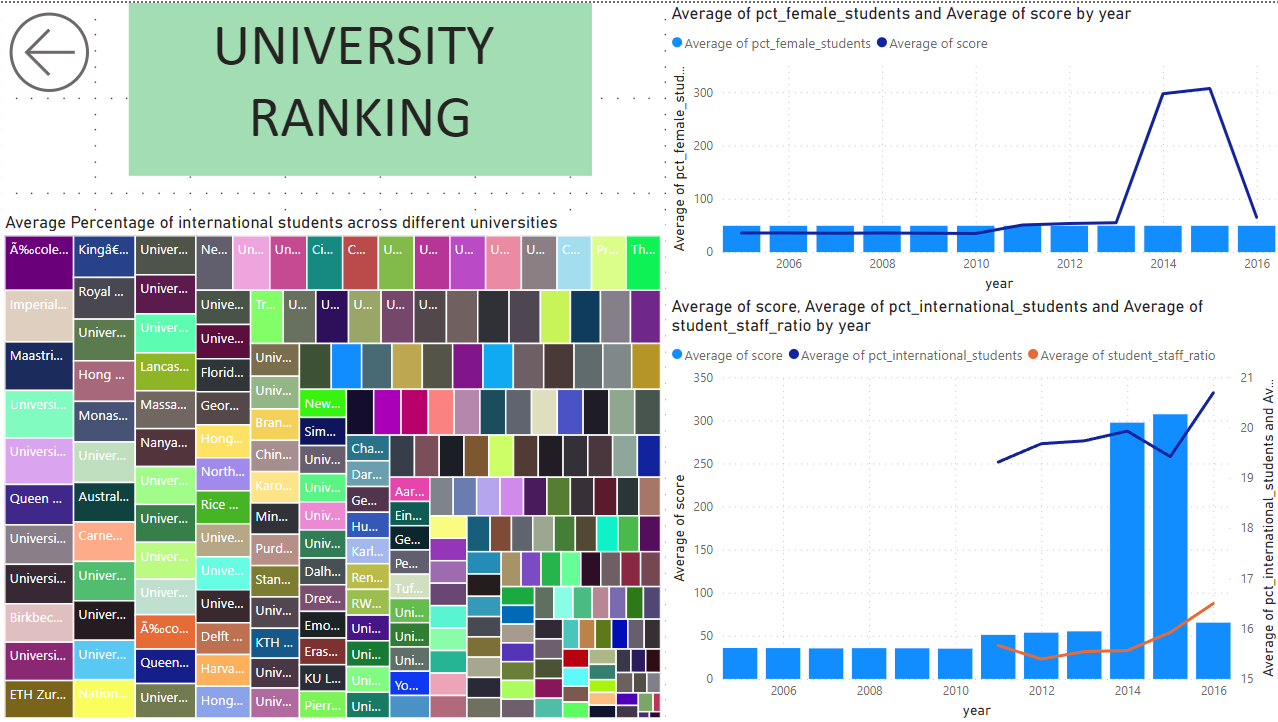 UNIVERSITY
RANKING
Average Percentage of international students across different universities
É‰cole...
Kingâ€...
Univer...
Ne...
Un...
Un...
Ci...
C...
U...
U...
U...
U...
U...
C...
Pr...
Th...
Imperial...
Royal ...
Univer...
Unive...
Tr...
U...
U...
U...
U...
U...
Maastri...
Univer...
Univer...
Unive...
Univ...
Universi...
Hong ...
Lancas...
Florid...
Univ...
New...
Universi...
Monas...
Massa...
Geor...
Bran...
Sim...
Queen ...
Univer...
Nanya...
Hong...
Chin...
Univ...
Cha...
Universi...
Austral...
Univer...
North...
Karo...
Univ...
Dar...
Aar...
Universi...
Carne...
Univer...
Rice ...
Min...
Univ...
Ge...
Ein...
Birkbec...
Univer...
Univer...
Unive...
Purd...
Univ...
Hu...
Ge...
Universi...
Univer...
Univer...
Unive...
Stan...
Dalh...
Karl...
Pe...
ETH Zur...
Univer...
Ã‰co...
Unive...
Univ...
Drex...
Ren...
Tuf...
Nation...
Queen...
Delft ...
KTH ...
Emo...
RW...
Uni...
Univer...
Harva...
Univ...
Eras...
Uni...
Uni...
Hong...
Univ...
KU L...
Uni...
Uni...
Pierr...
Uni...
Yo...
Uni...
Average of pct_female_students and Average of score by year
Average of pct_female_students Average of score
Average of pct_female_stud...
300
200
100
0
2006 2008 2010 2012 2014 2016
year
Average of score, Average of pct_international_students and Average of
student_staff_ratio by year
Average of score Average of pct_international_students Average of student_staff_ratio
Average of score
350
300
250
200
150
100
50
0
21
20
19
18
17
16
15
Average of pct_international_students and Av...
2006 2008 2010 2012 2014 2016
year